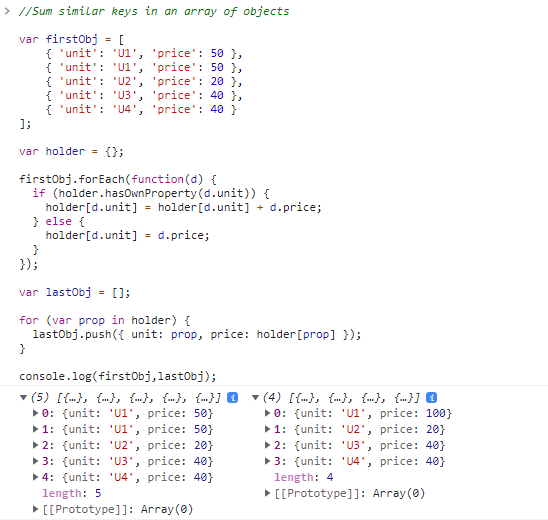 > //Sum similar keys in an array of objects
var firstObj = [
    { 'unit': 'U1', 'price': 50 },
    { 'unit': 'U1', 'price': 50 },
    { 'unit': 'U2', 'price': 20 },
    { 'unit': 'U3', 'price': 40 },
    { 'unit': 'U4', 'price': 40 }
];
var holder = {};
firstObj.forEach(function(d) {
  if (holder.hasOwnProperty(d.unit)) {
    holder[d.unit] = holder[d.unit] + d.price;
  } else {
    holder[d.unit] = d.price;
  }
});
var lastObj = [];
for (var prop in holder) {
  lastObj.push({ unit: prop, price: holder[prop] });
}
console.log(firstObj,lastObj);
▼(5) [{…}, {…}, {…}, {…}, {…}] i ▼(4) [{…}, {…}, {…}, {…}] i
▶0: {unit: 'U1', price: 50} ▶0: {unit: 'U1', price: 100}
▶1: {unit: 'U1', price: 50} ▶1: {unit: 'U2', price: 20}
▶2: {unit: 'U2', price: 20} ▶2: {unit: 'U3', price: 40}
▶3: {unit: 'U3', price: 40} ▶3: {unit: 'U4', price: 40}
▶4: {unit: 'U4', price: 40} length: 4
length: 5 ▶[[Prototype]]: Array(0)
▶[[Prototype]]: Array(0)